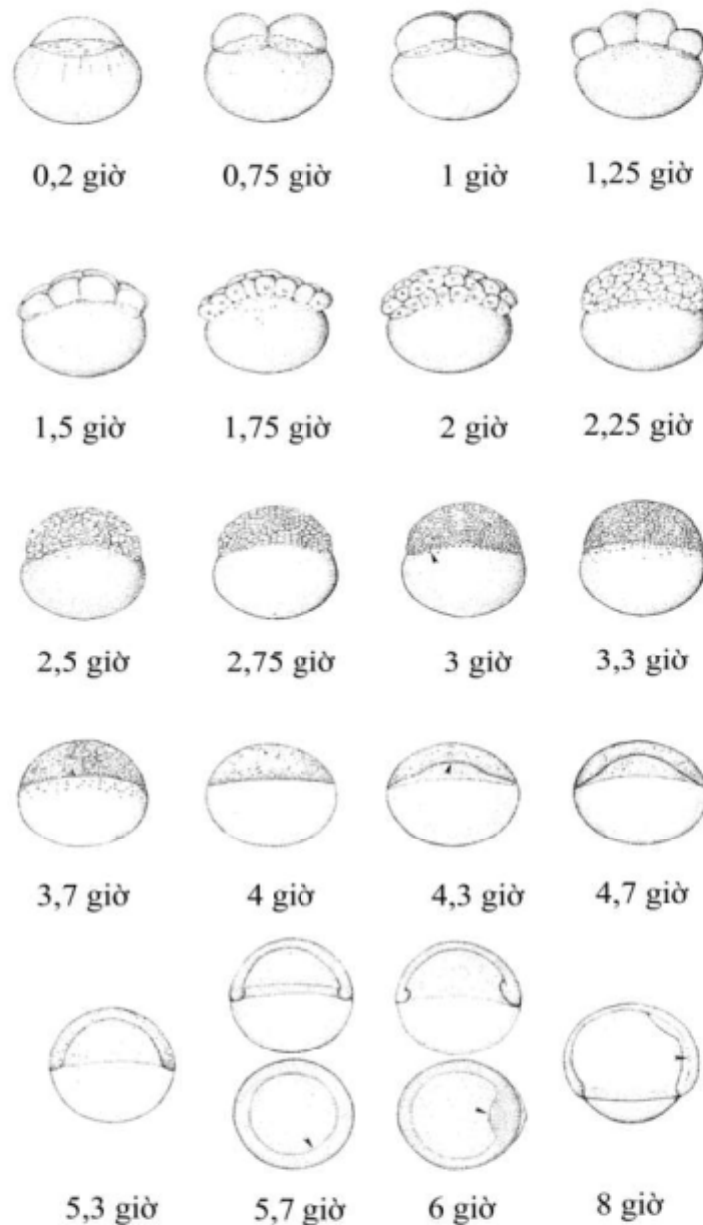 0,2 giờ 0,75 giờ 1 giờ 1,25 giờ
1,5 giờ 1,75 giờ 2 giờ 2,25 giờ
2,5 giờ 2,75 giờ 3 giờ 3,3 giờ
3,7 giờ 4 giờ 4,3 giờ 4,7 giờ
5,3 giờ 5,7 giờ 6 giờ 8 giờ